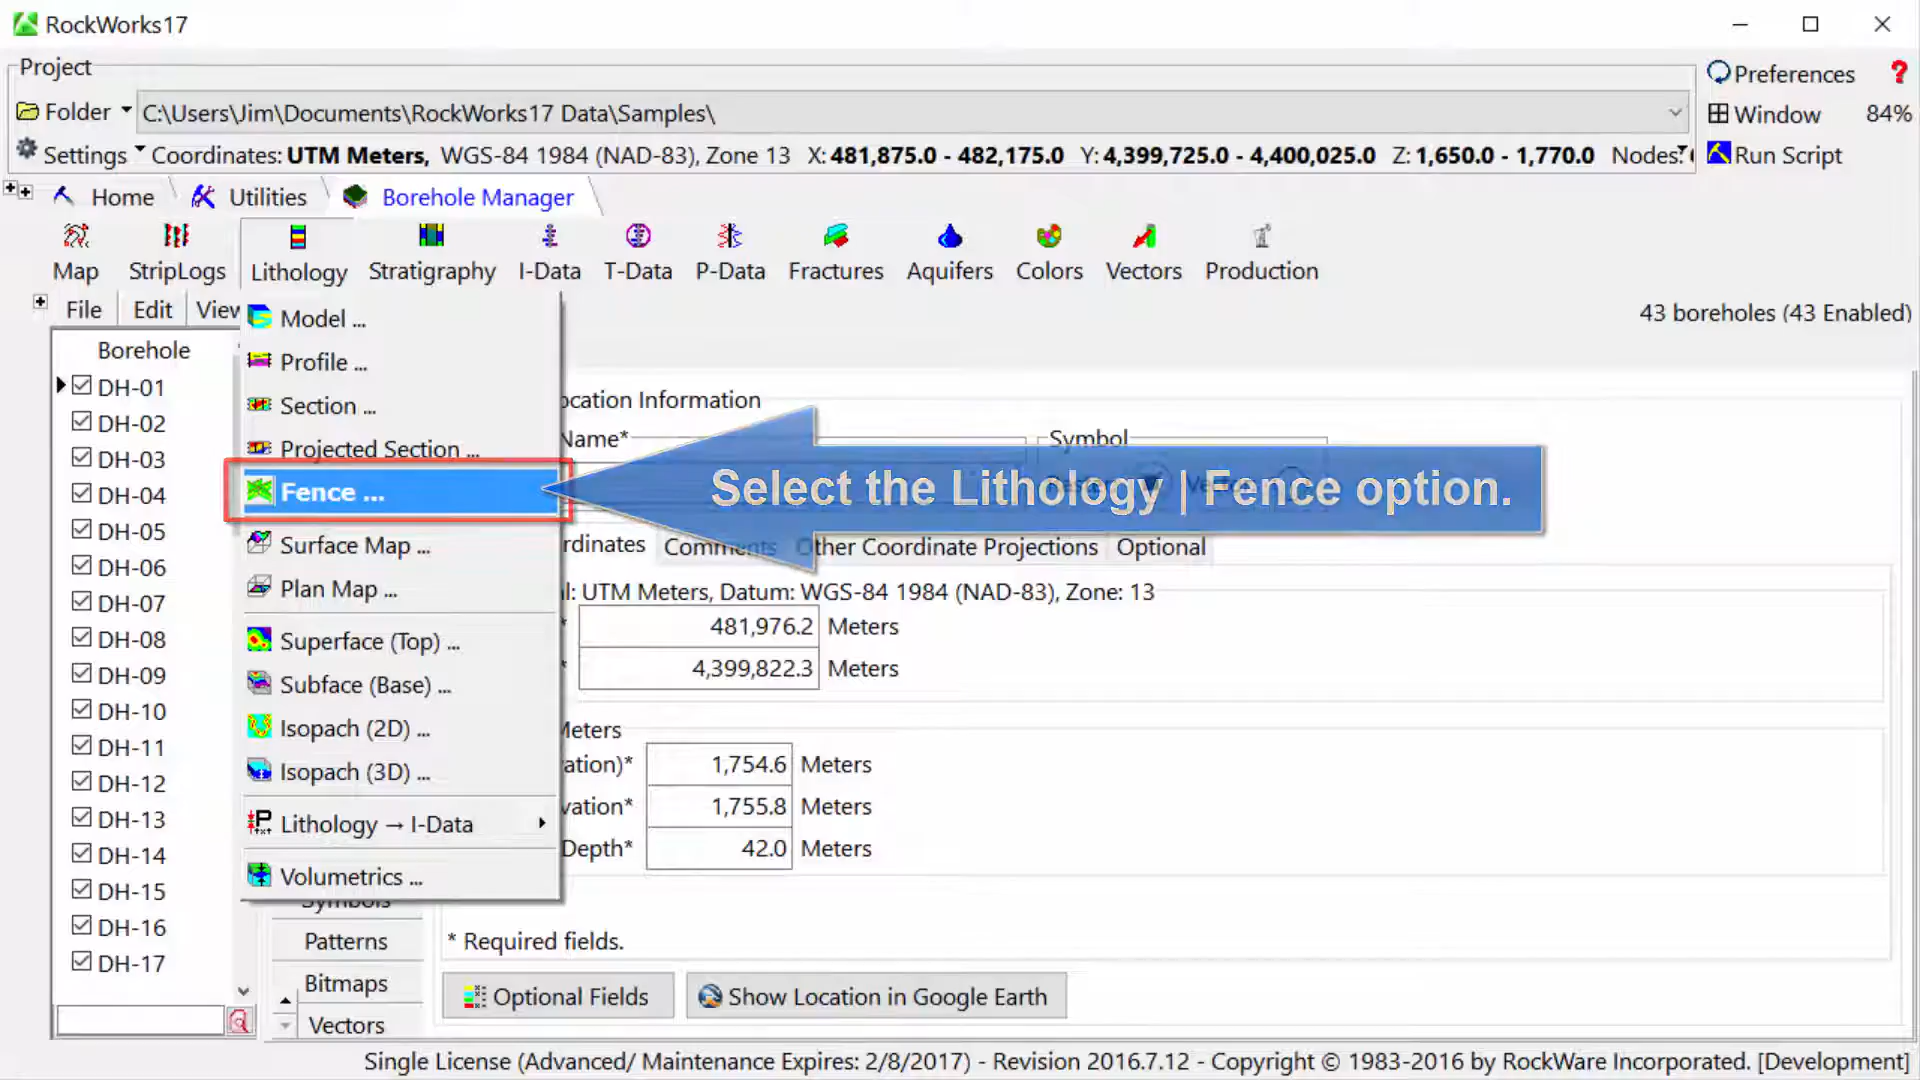 RockWorks17
Project
Preferences ?
Folder C:\Users\Jim\Documents\RockWorks17 Data\Samples\
Window 84%
Settings Coordinates: UTM Meters, WGS-84 1984 (NAD-83), Zone 13 X: 481,875.0 - 482,175.0 Y: 4,399,725.0 - 4,400,025.0 Z: 1,650.0 - 1,770.0 Nodes:
Run Script
Home Utilities Borehole Manager
Map StripLogs Lithology Stratigraphy I-Data T-Data P-Data Fractures Aquifers Colors Vectors Production
File Edit View
43 boreholes (43 Enabled)
Borehole
DH-01
DH-02
DH-03
DH-04
DH-05
DH-06
DH-07
DH-08
DH-09
DH-10
DH-11
DH-12
DH-13
DH-14
DH-15
DH-16
DH-17
Model ...
Profile ...
Section ...
Projected Section ...
Fence ...
Surface Map ...
Plan Map ...
Superface (Top) ...
Subface (Base) ...
Isopach (2D) ...
Isopach (3D) ...
Lithology → I-Data
Volumetrics ...
Symbols
Patterns
Bitmaps
Vectors
ocation Information
Name*
Symbol
Select the Lithology | Fence option.
rdinates Comments Other Coordinate Projections Optional
l: UTM Meters, Datum: WGS-84 1984 (NAD-83), Zone: 13
* 481,976.2 Meters
* 4,399,822.3 Meters
Meters
ation)* 1,754.6 Meters
vation* 1,755.8 Meters
Depth* 42.0 Meters
* Required fields.
Optional Fields Show Location in Google Earth
Single License (Advanced/ Maintenance Expires: 2/8/2017) - Revision 2016.7.12 - Copyright © 1983-2016 by RockWare Incorporated. [Development]